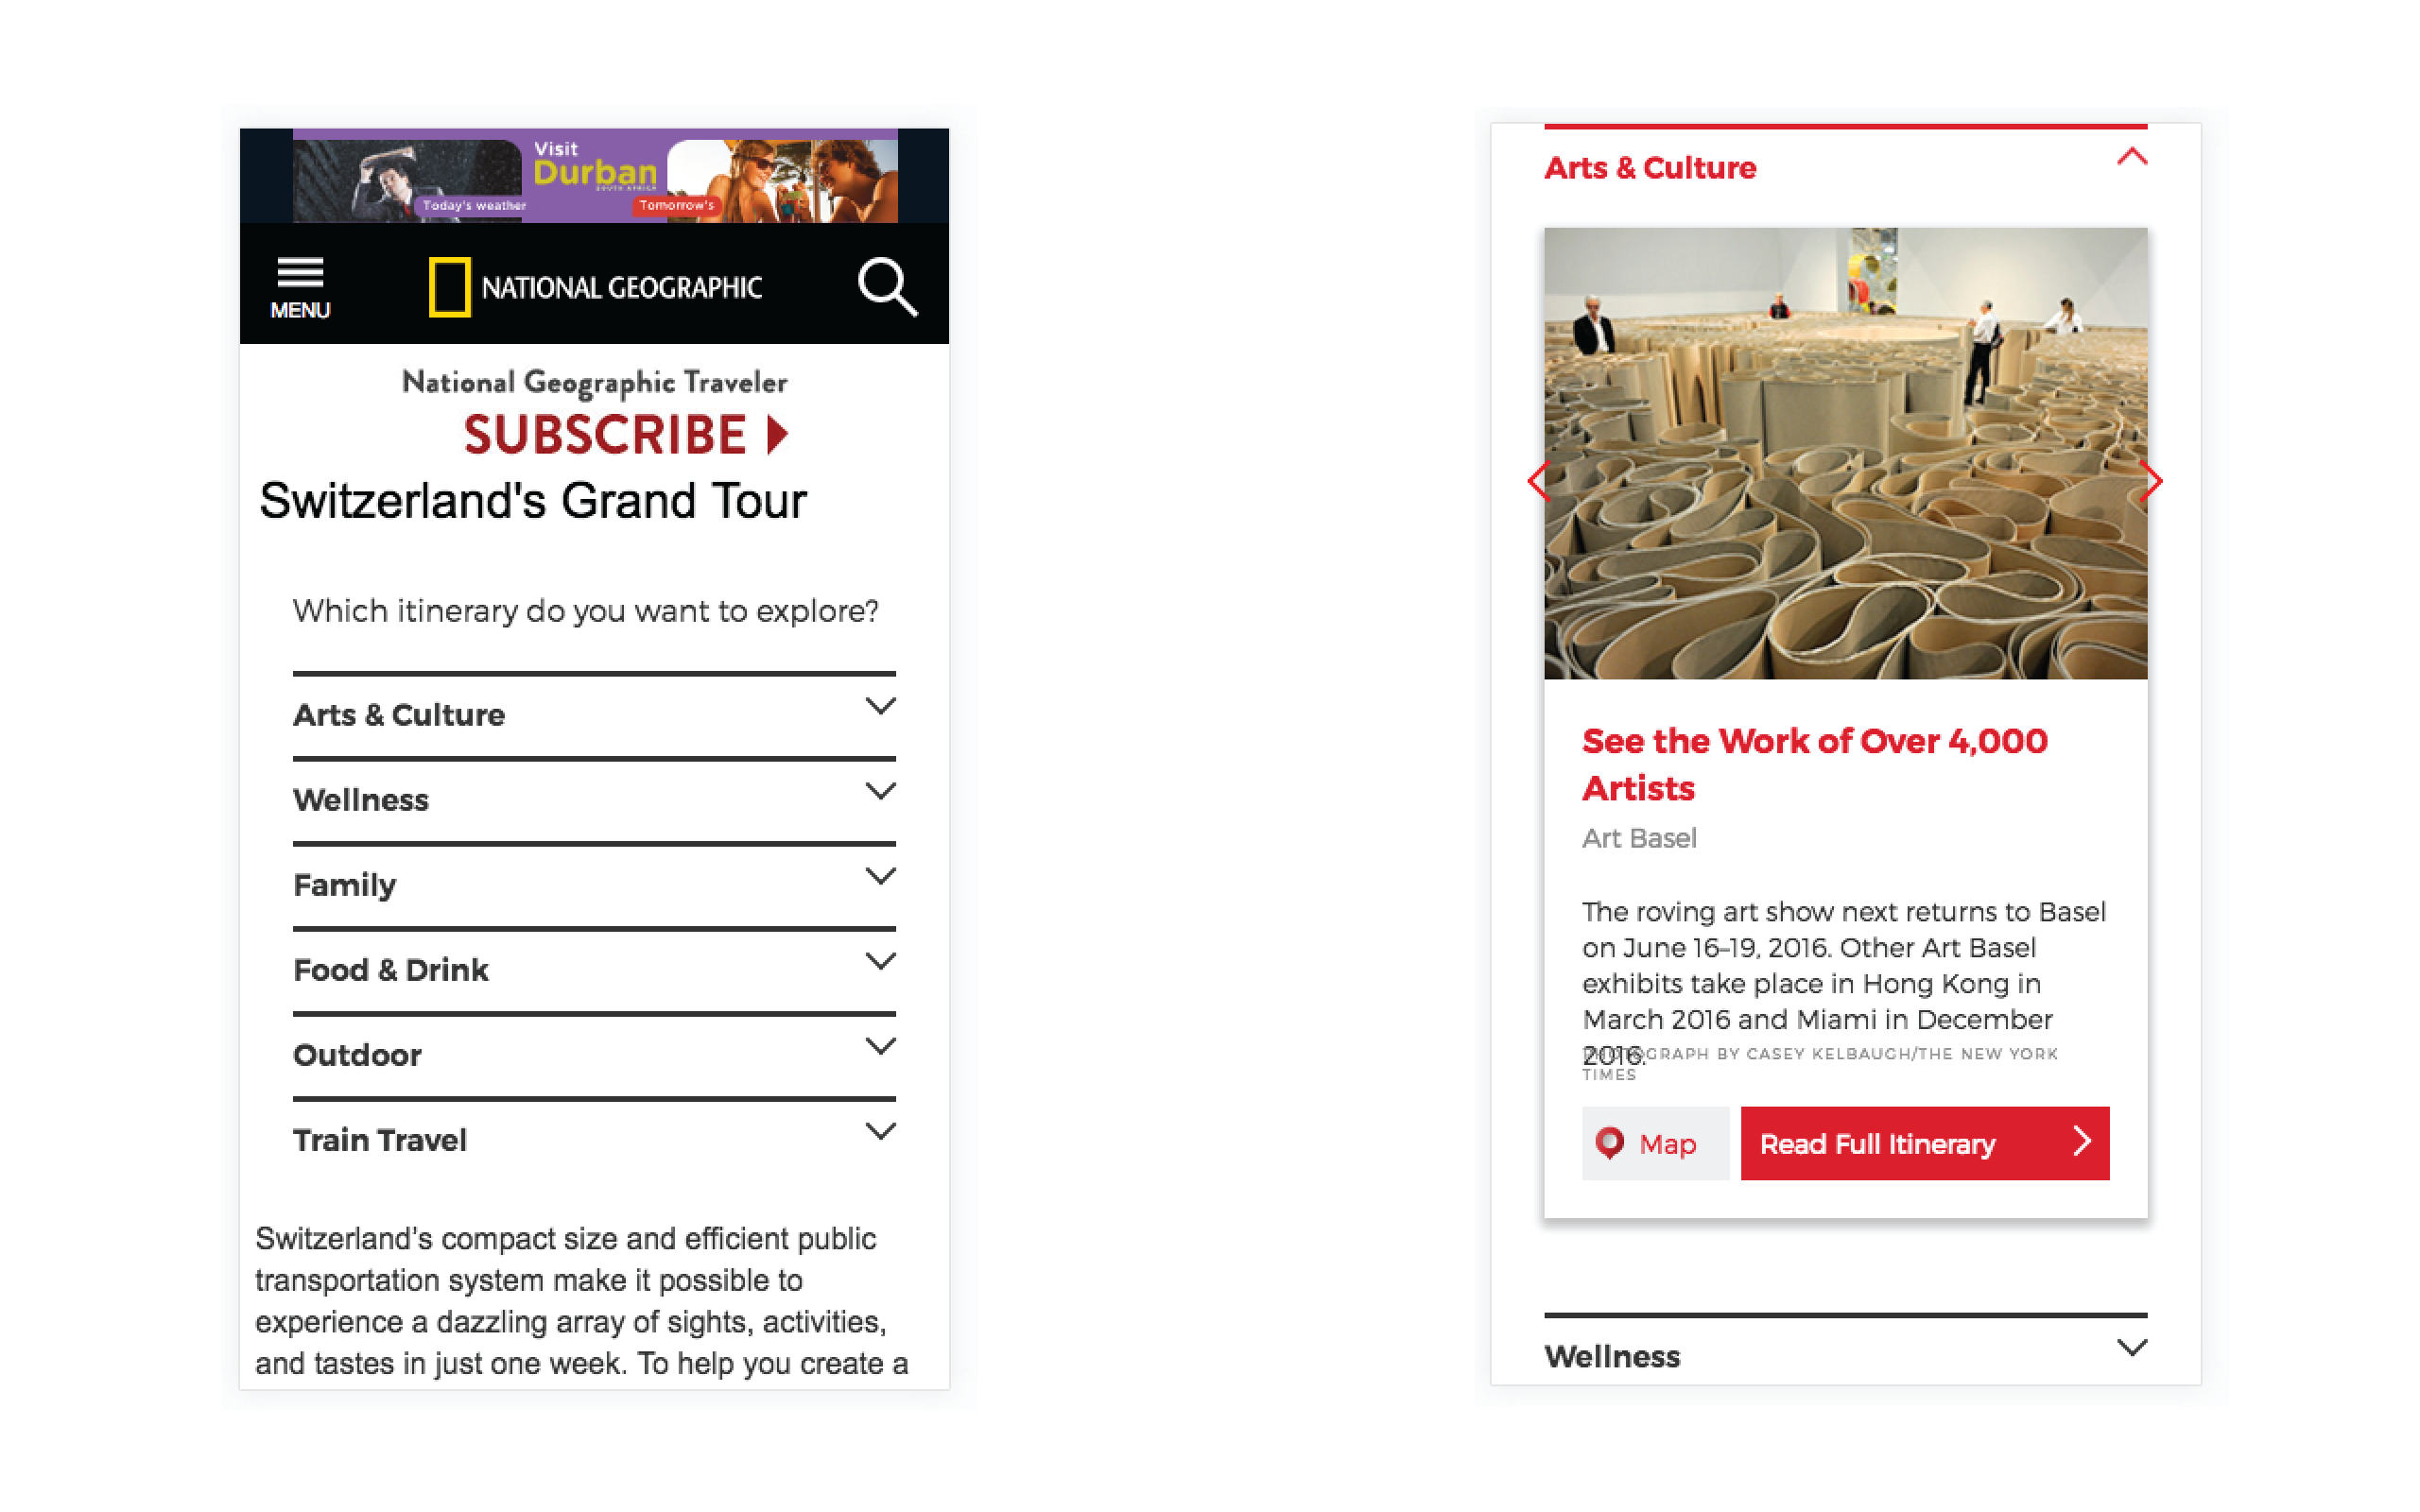 Visit
Durban
SOUTH AFRICA
Today's weather
Tomorrow's
MENU
NATIONAL GEOGRAPHIC
National Geographic Traveler
SUBSCRIBE
Switzerland's Grand Tour
Which itinerary do you want to explore?
Arts & Culture
Wellness
Family
Food & Drink
Outdoor
Train Travel
Switzerland's compact size and efficient public
transportation system make it possible to
experience a dazzling array of sights, activities,
and tastes in just one week. To help you create a
Arts & Culture
See the Work of Over 4,000
Artists
Art Basel
The roving art show next returns to Basel
on June 16–19, 2016. Other Art Basel
exhibits take place in Hong Kong in
March 2016 and Miami in December
2016.
PHOTOGRAPH BY CASEY KELBAUGH/THE NEW YORK
TIMES
Map
Read Full Itinerary
Wellness